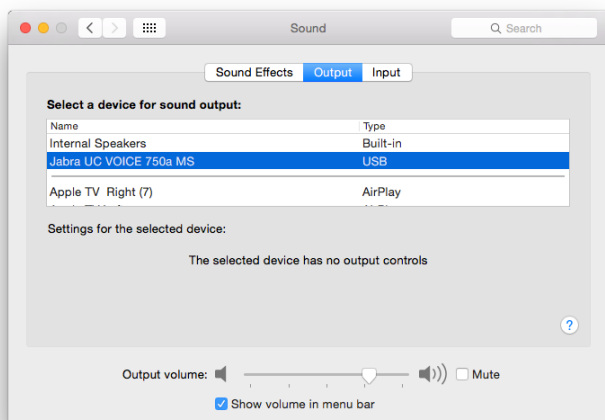 Sound
Search
Sound Effects Output Input
Select a device for sound output:
Name Type
Internal Speakers Built-in
Jabra UC VOICE 750a MS USB
Apple TV Right (7) AirPlay
Settings for the selected device:
The selected device has no output controls
?
Output volume: Mute
Show volume in menu bar